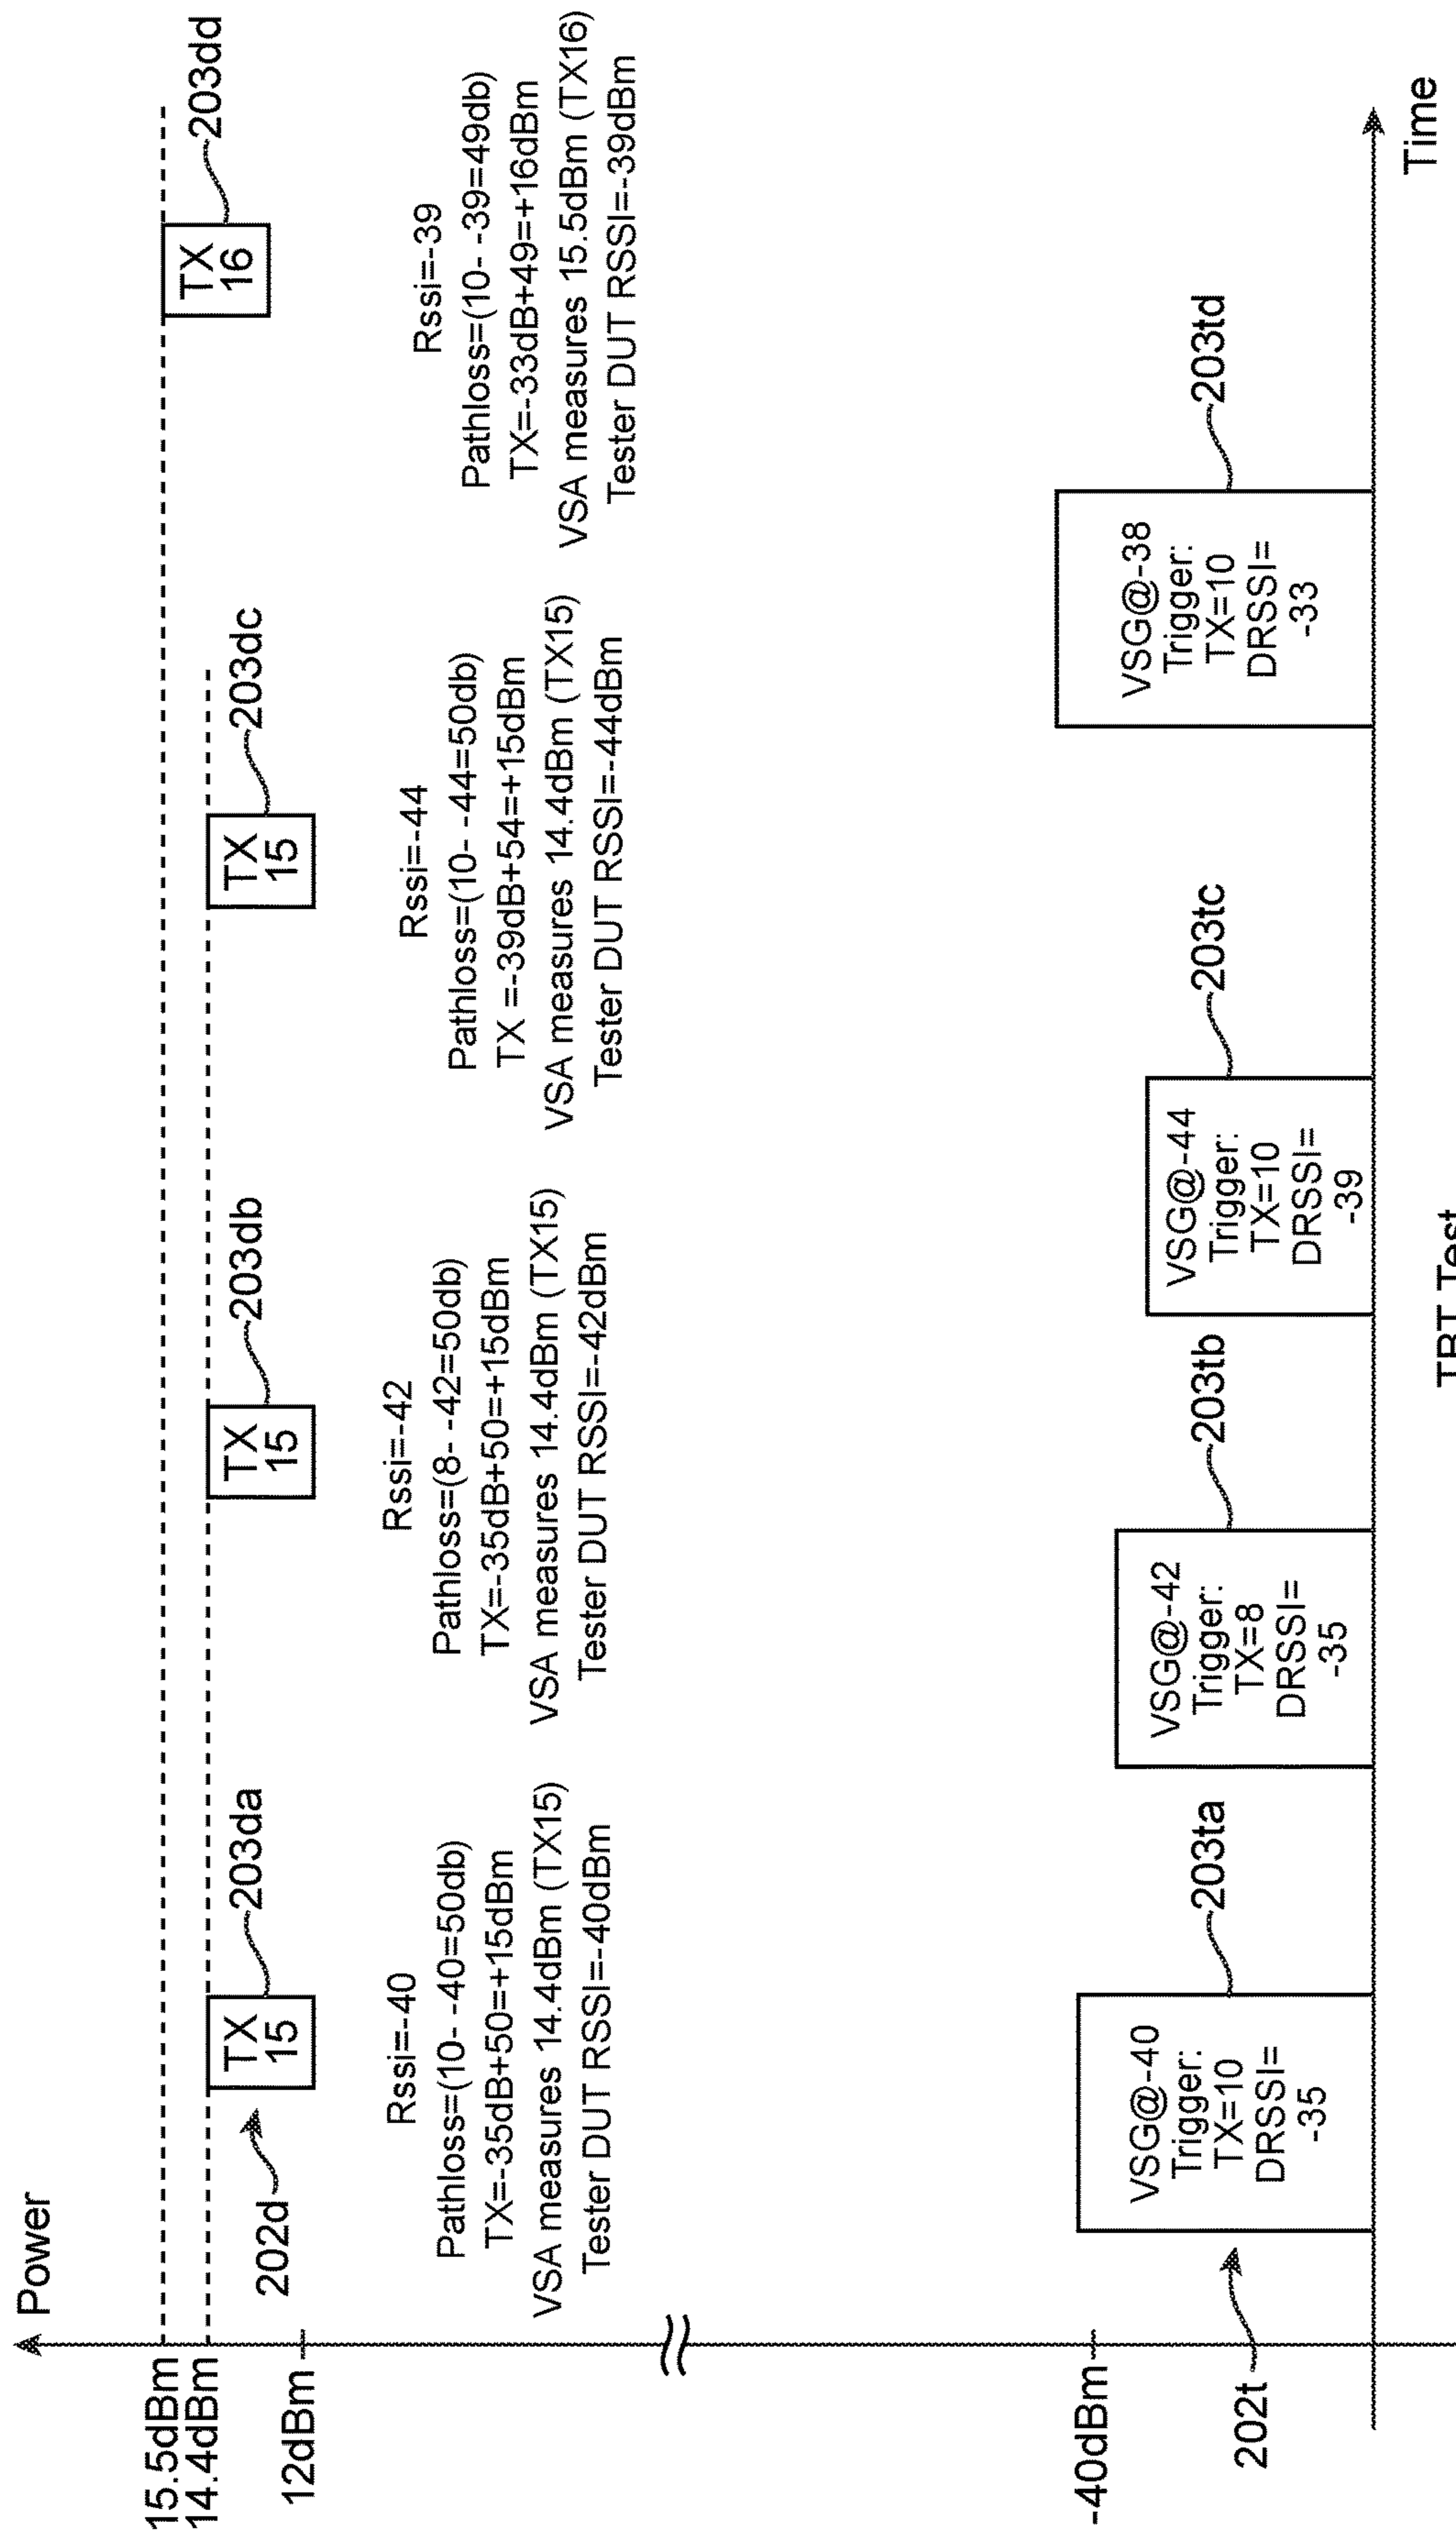 Power
15.5dBm
14.4dBm
12dBm
-40dBm
202d
TX
15
203da
TX
15
203db
TX
15
203dc
TX
16
203dd
Rssi=-40
Pathloss=(10- -40=50db)
TX=-35dB+50=+15dBm
VSA measures 14.4dBm (TX15)
Tester DUT RSSI=-40dBm
Rssi=-42
Pathloss=(8- -42=50db)
TX=-35dB+50=+15dBm
VSA measures 14.4dBm (TX15)
Tester DUT RSSI=-42dBm
Rssi=-44
Pathloss=(10- -44=50db)
TX =-39dB+54=+15dBm
VSA measures 14.4dBm (TX15)
Tester DUT RSSI=-44dBm
Rssi=-39
Pathloss=(10- -39=49db)
TX=-33dB+49=+16dBm
VSA measures 15.5dBm (TX16)
Tester DUT RSSI=-39dBm
202t
VSG@-40
Trigger:
TX=10
DRSSI=
-35
203ta
VSG@-42
Trigger:
TX=8
DRSSI=
-35
203tb
VSG@-44
Trigger:
TX=10
DRSSI=
-39
203tc
VSG@-38
Trigger:
TX=10
DRSSI=
-33
203td
Time
Test